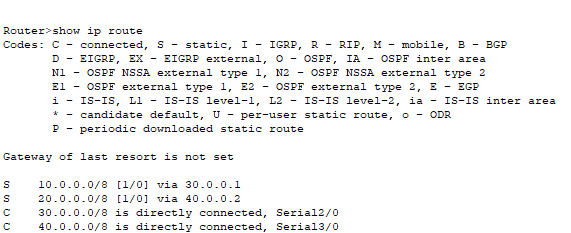 Router>show ip route
Codes: C - connected, S - static, I - IGRP, R - RIP, M - mobile, B - BGP
D - EIGRP, EX - EIGRP external, O - OSPF, IA - OSPF inter area
N1 - OSPF NSSA external type 1, N2 - OSPF NSSA external type 2
E1 - OSPF external type 1, E2 - OSPF external type 2, E - EGP
i - IS-IS, L1 - IS-IS level-1, L2 - IS-IS level-2, ia - IS-IS inter area
* - candidate default, U - per-user static route, o - ODR
P - periodic downloaded static route
Gateway of last resort is not set
S 10.0.0.0/8 [1/0] via 30.0.0.1
S 20.0.0.0/8 [1/0] via 40.0.0.2
C 30.0.0.0/8 is directly connected, Serial2/0
C 40.0.0.0/8 is directly connected, Serial3/0